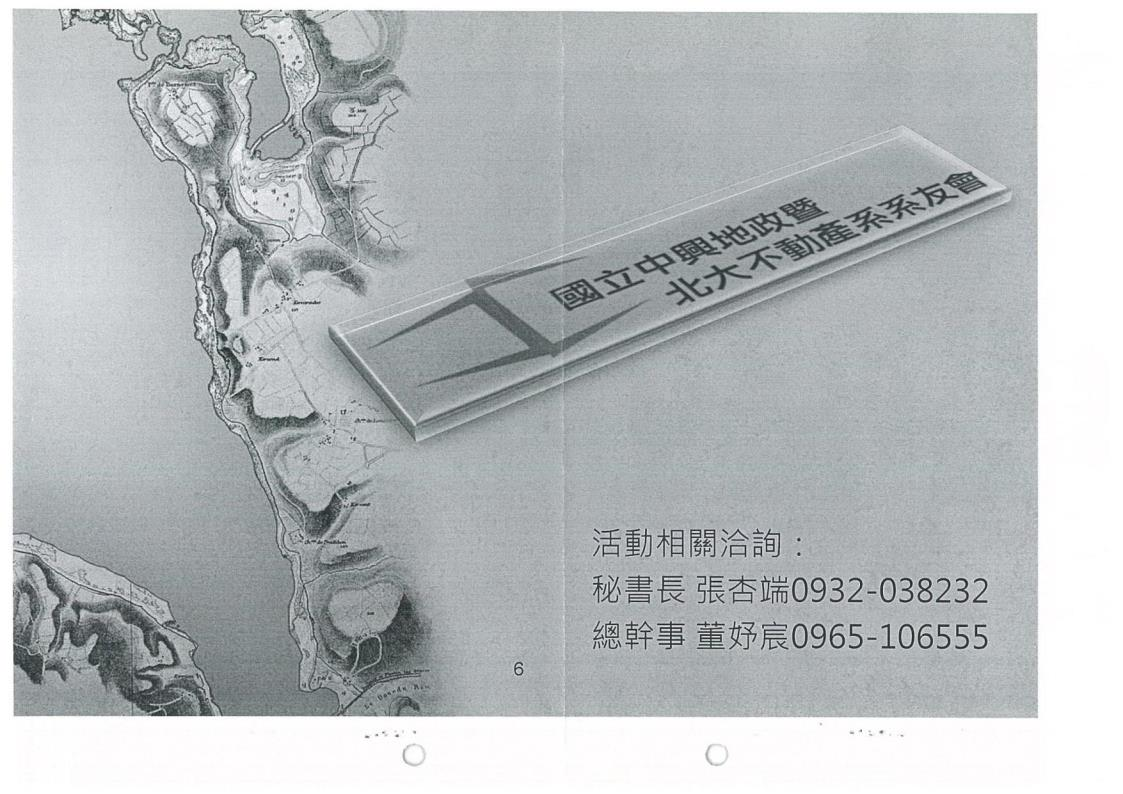 國立中興地政暨
北大不動產系系友會
活動相關洽詢：
秘書長 張杏端0932-038232
總幹事 董妤宸0965-106555
6